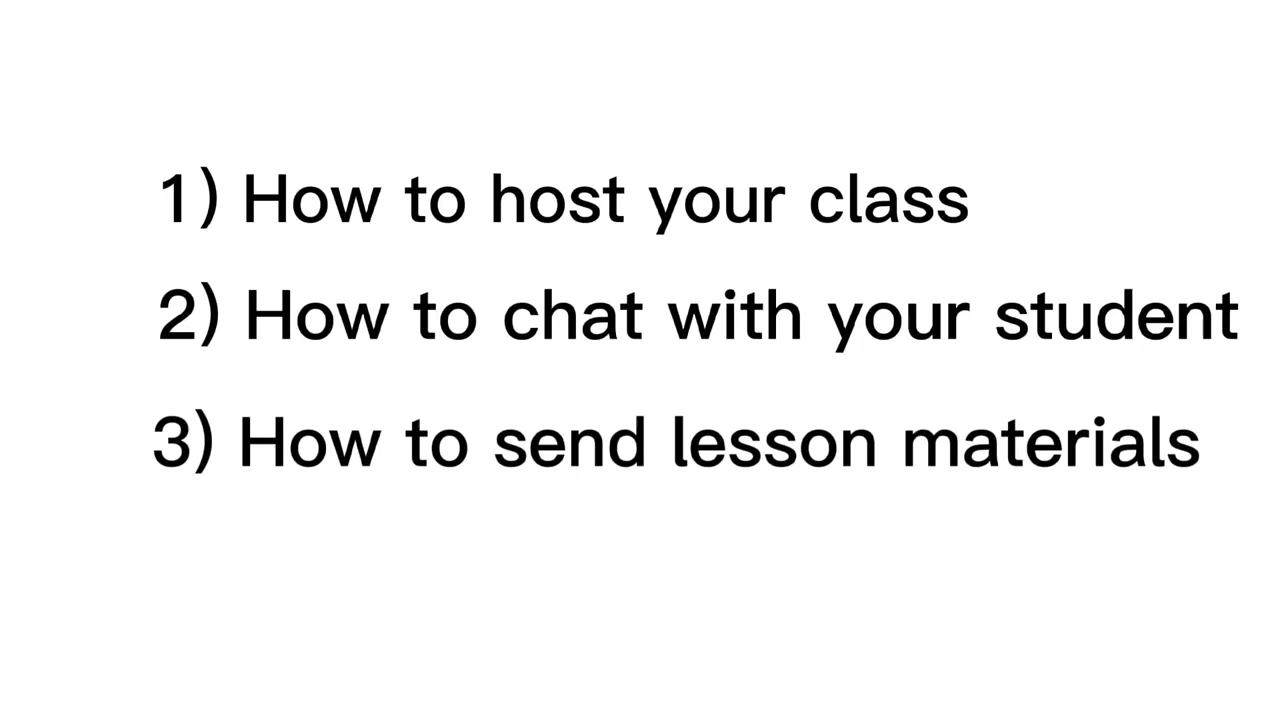 1) How to host your class
2) How to chat with your student
3) How to send lesson materials